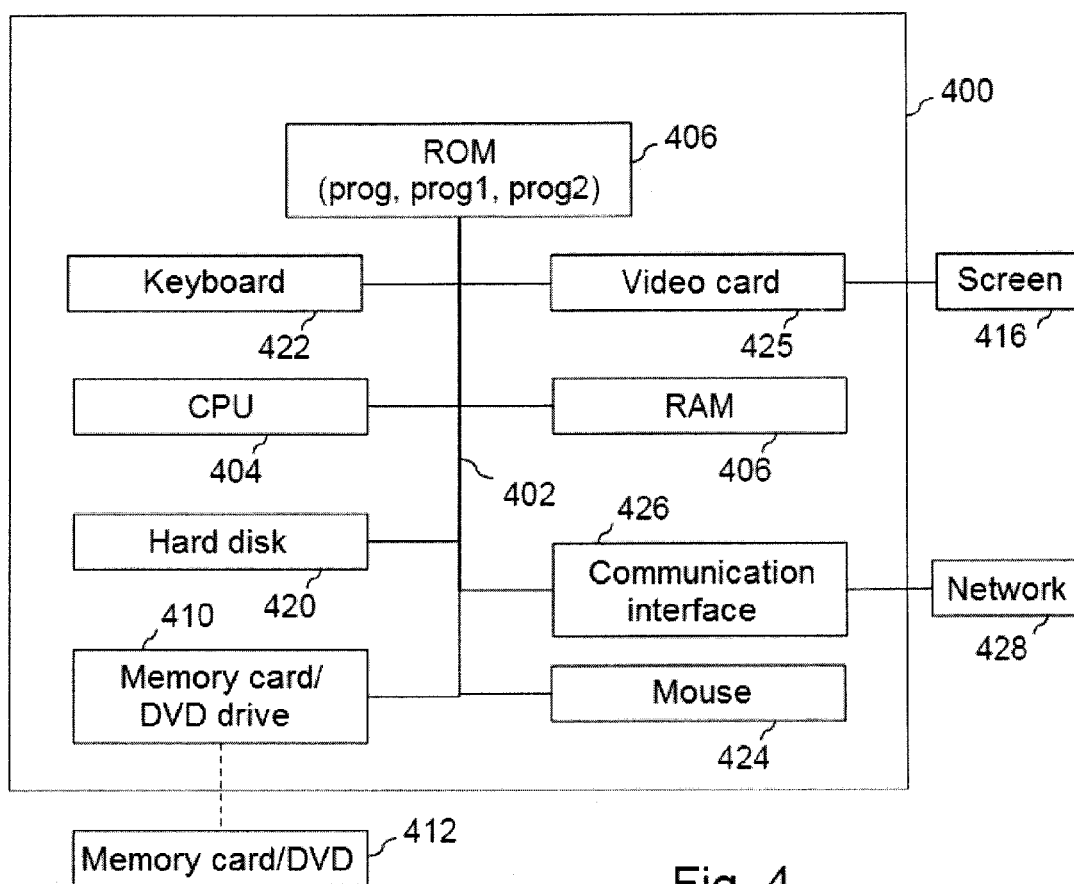 400
ROM
(prog, prog1, prog2)
406
Keyboard
422
Video card
425
Screen
416
CPU
404
RAM
406
402
Hard disk
420
426
Communication
interface
Network
428
410
Memory card/
DVD drive
Mouse
424
Memory card/DVD
412
Fig. 4